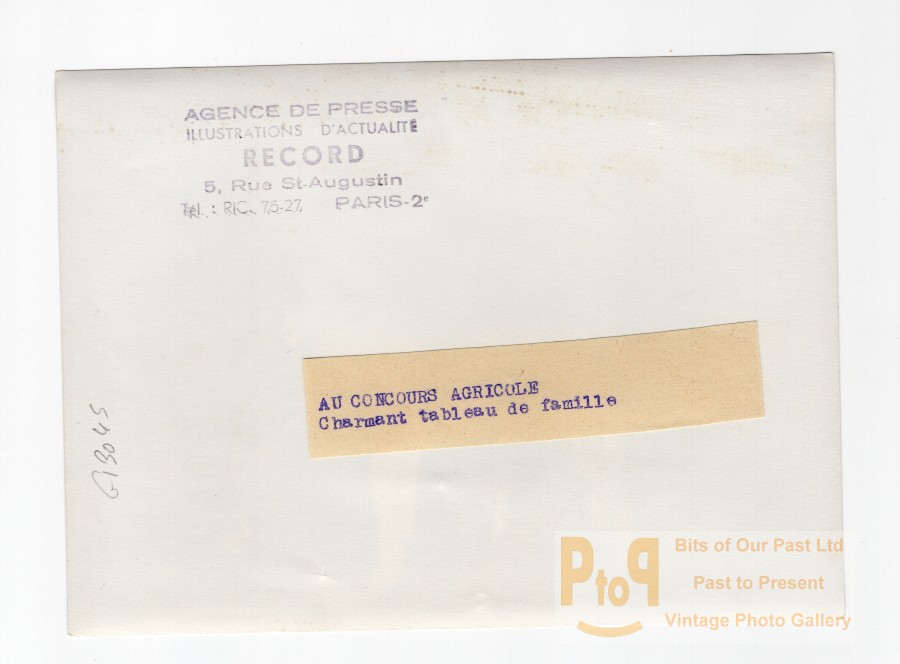 AGENCE DE PRESSE
ILLUSTRATIONS D'ACTUALITÉ
RECORD
5, Rue St-Augustin
Tél. : RIC. 75-27 PARIS-2e
AU CONCOURS AGRICOLE
Charmant tableau de famille
G13045
PtoP
Bits of Our Past Ltd
Past to Present
Vintage Photo Gallery